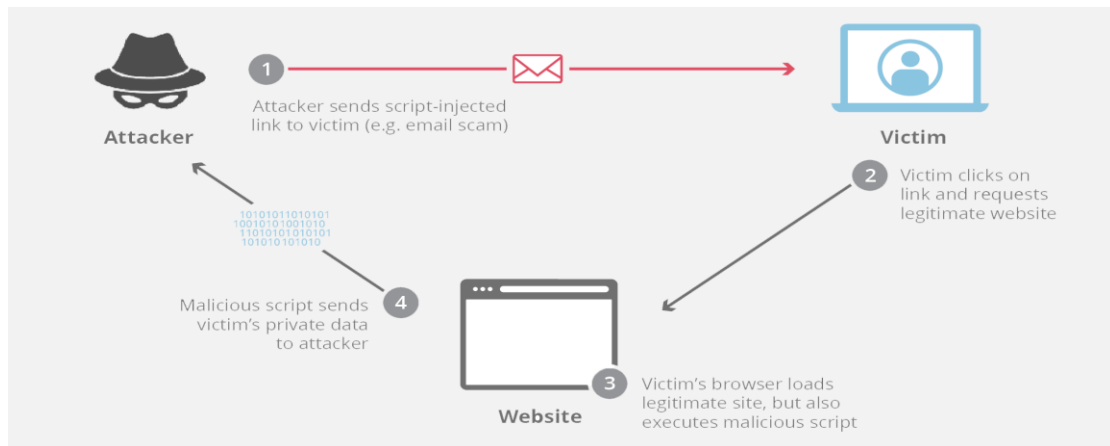 1
Attacker sends script-injected
link to victim (e.g. email scam)
Attacker
Victim
2
Victim clicks on
link and requests
legitimate website
10101011010101
10010101001010
11010101010101
101010101010
4
Malicious script sends
victim’s private data
to attacker
3
Victim’s browser loads
legitimate site, but also
executes malicious script
Website